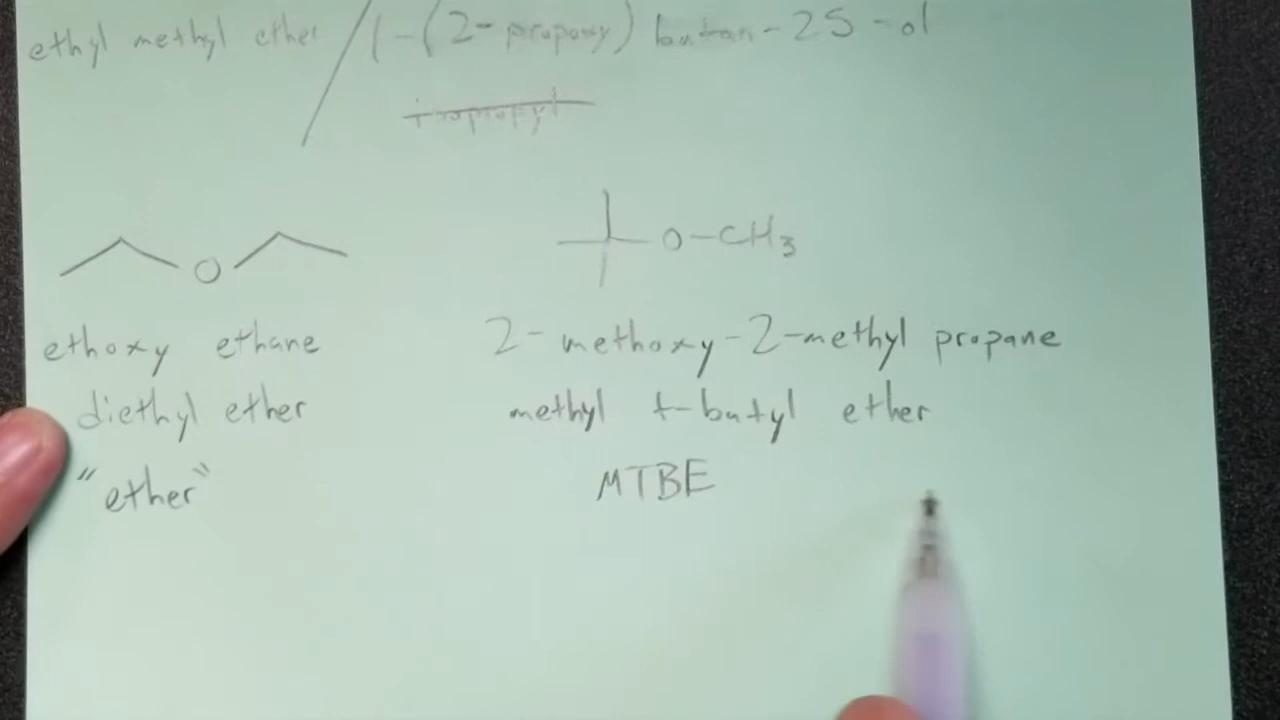 ethyl methyl ether / 1-(2-propoxy) butan-2S-ol
O
O-CH3
ethoxy ethane
diethyl ether
"ether"
2-methoxy-2-methyl propane
methyl t-butyl ether
MTBE